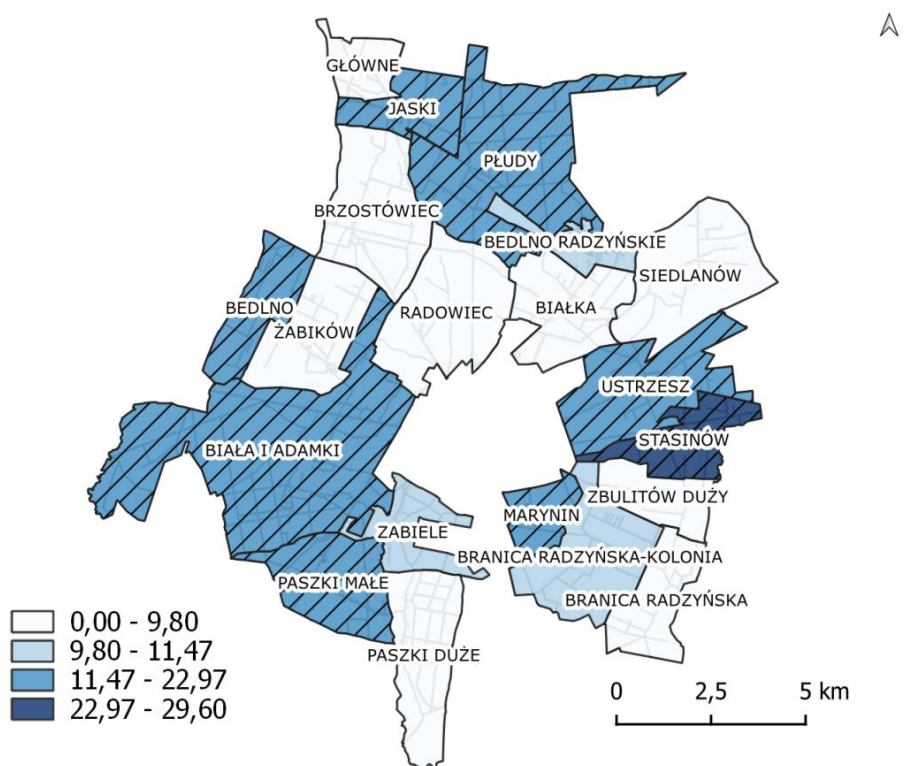 GŁÓWNE
JASKI
PŁUDY
BRZOSTÓWIEC
BEDLNO RADZYŃSKIE
SIEDLANÓW
BEDLNO
ŻABIKÓW
RADOWIEC
BIAŁKA
USTRZESZ
STASINÓW
BIAŁA I ADAMKI
ZBULITÓW DUŻY
MARYNIN
ZABIELE
BRANICA RADZYŃSKA-KOLONIA
PASZKI MAŁE
BRANICA RADZYŃSKA
PASZKI DUŻE
0,00 - 9,80
9,80 - 11,47
11,47 - 22,97
22,97 - 29,60
0 2,5 5 km